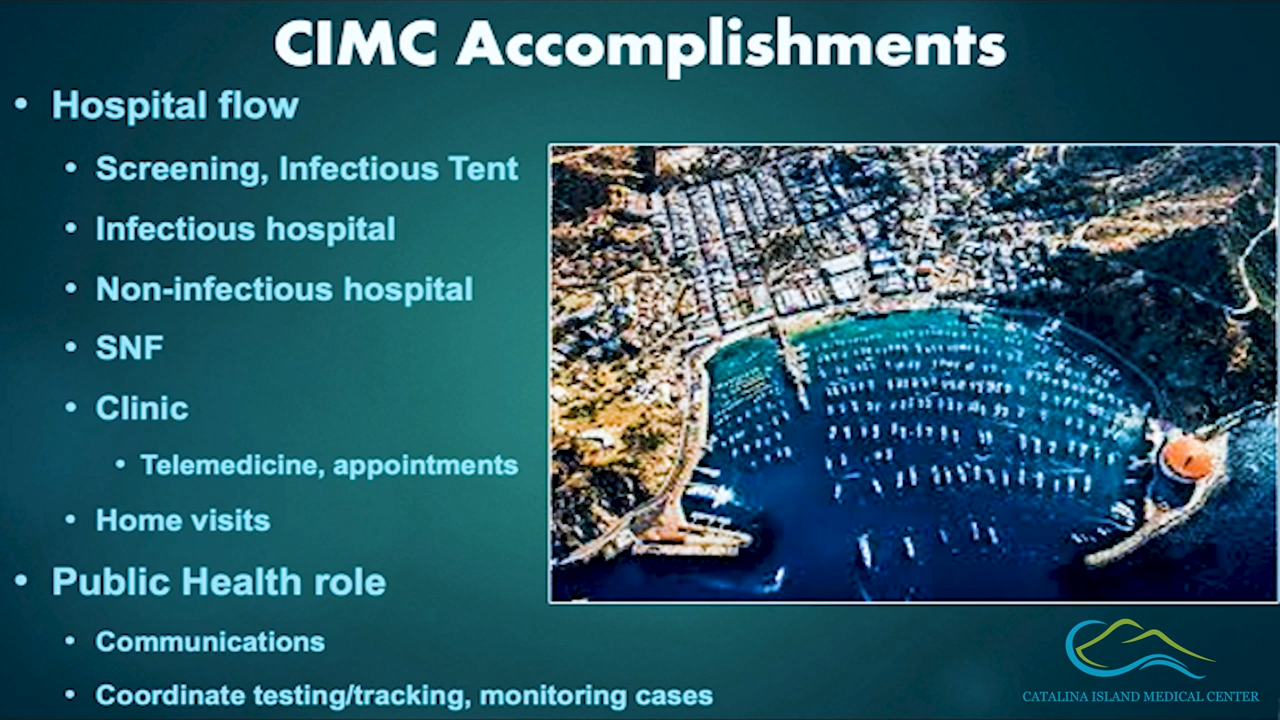 CIMC Accomplishments
• Hospital flow
• Screening, Infectious Tent
• Infectious hospital
• Non-infectious hospital
• SNF
• Clinic
• Telemedicine, appointments
• Home visits
• Public Health role
• Communications
• Coordinate testing/tracking, monitoring cases
CATALINA ISLAND MEDICAL CENTER